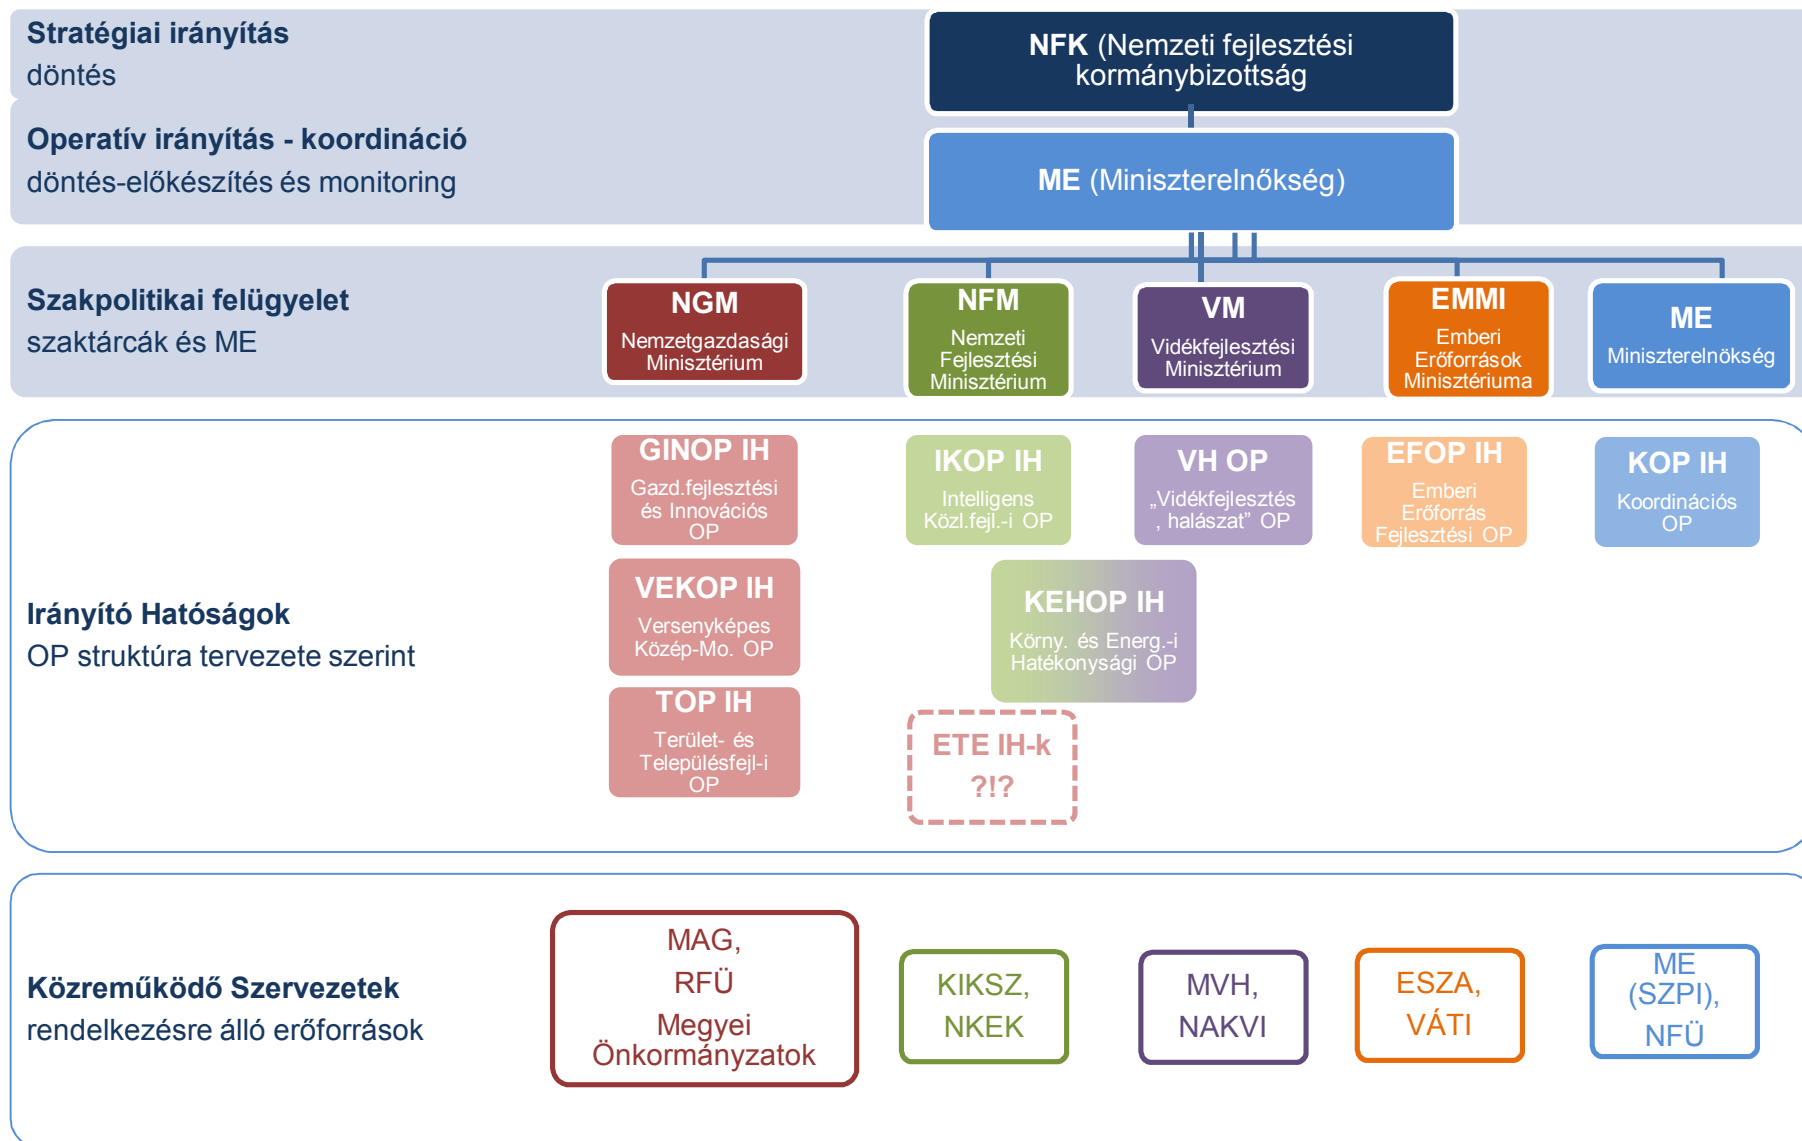 Stratégiai irányítás
döntés
NFK (Nemzeti fejlesztési
kormánybizottság
Operatív irányítás - koordináció
döntés-előkészítés és monitoring
ME (Miniszterelnőkség)
Szakpolitikai felügyelet
szaktárcák és ME
NGM
Nemzetgazdasági
Minisztérium
NFM
Nemzeti
Fejlesztési
Minisztérium
VM
Vidékfejlesztési
Minisztérium
EMMI
Emberi
Erőforrások
Minisztériuma
ME
Miniszterelnökség
Irányító Hatóságok
OP struktúra tervezete szerint
GINOP IH
Gazd.fejlesztési
és Innovációs
OP
IKOP IH
Intelligens
Közl.fejl.-i OP
VH OP
„Vidékfejlesztés
, halászat” OP
EFOP IH
Emberi
Erőforrás
Fejlesztési OP
KOP IH
Koordinációs
OP
VEKOP IH
Versenyképes
Közép-Mo. OP
KEHOP IH
Körny. és Energ.-i
Hatékonysági OP
TOP IH
Terület- és
Településfejl-i
OP
ETE IH-k
?!?
Közreműködő Szervezetek
rendelkezésre álló erőforrások
MAG,
RFÜ
Megyei
Önkormányzatok
KIKSZ,
NKEK
MVH,
NAKVI
ESZA,
VÁTI
ME
(SZPI),
NFÜ